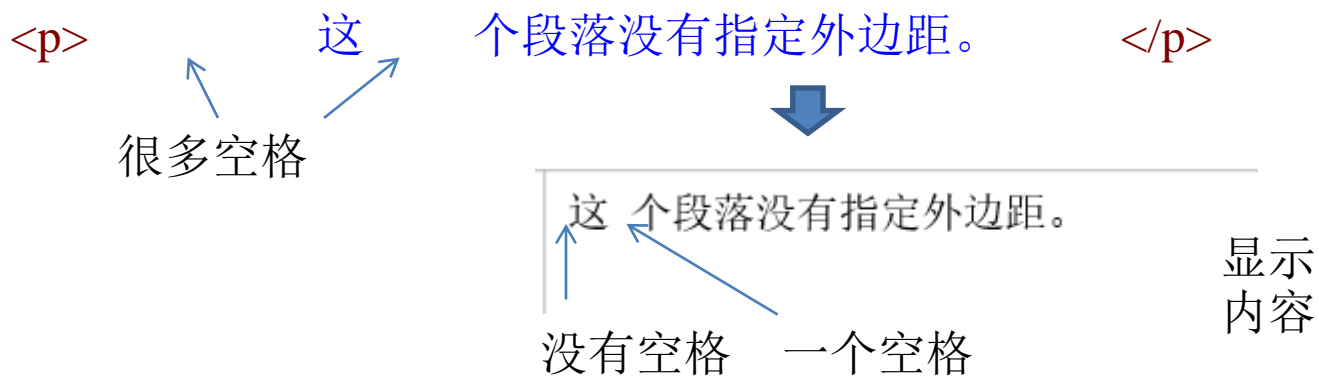 <p> 这 个段落没有指定外边距。 </p>
很多空格
这 个段落没有指定外边距。
显示
内容
没有空格 一个空格